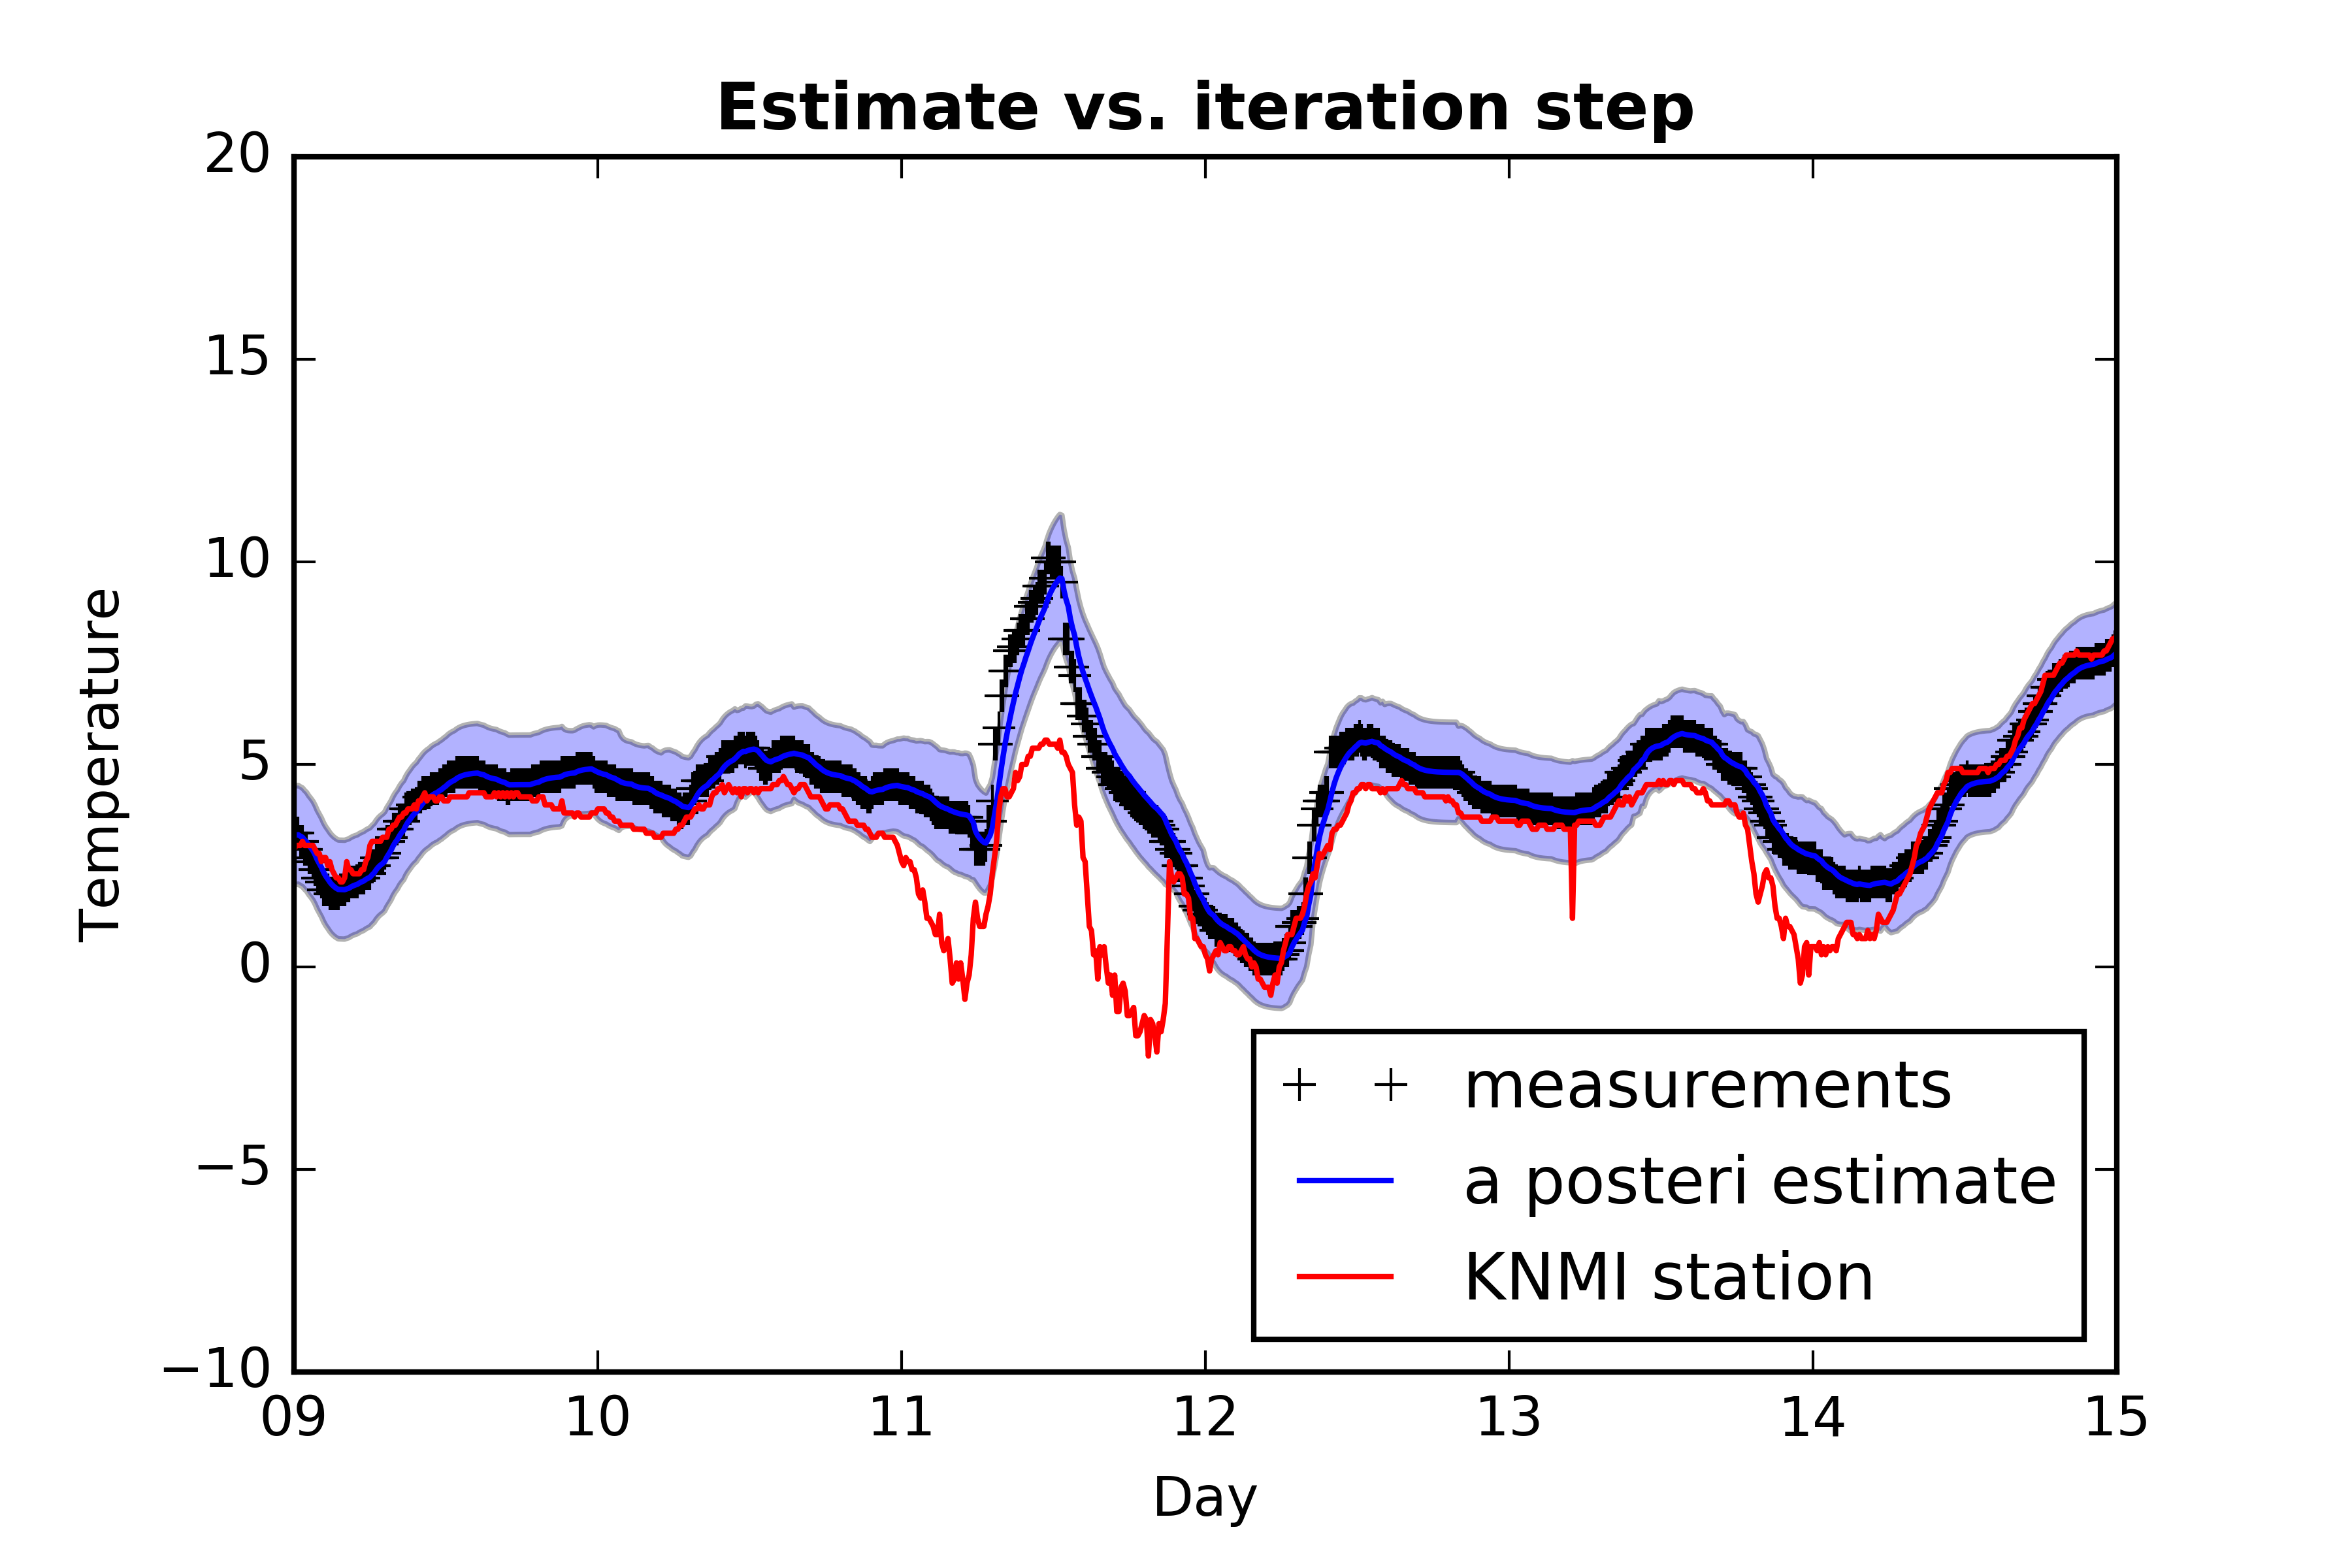 Estimate vs. iteration step
20
15
10
5
0
−5
−10
Temperature
measurements
a posteri estimate
KNMI station
09 10 11 12 13 14 15
Day